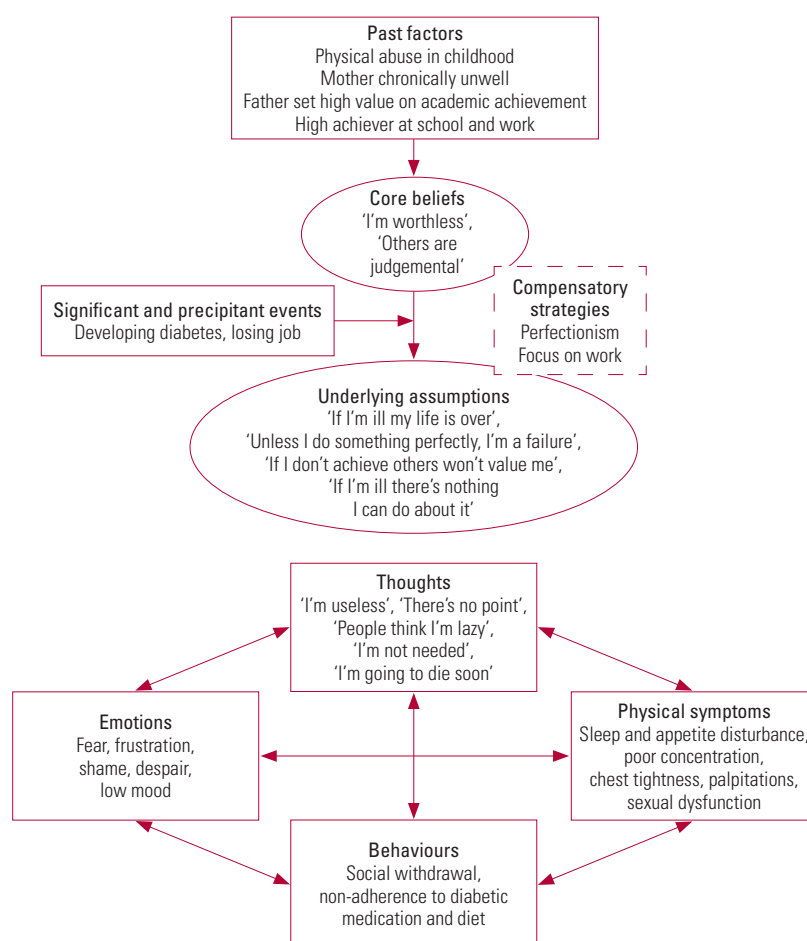 Past factors
Physical abuse in childhood
Mother chronically unwell
Father set high value on academic achievement
High achiever at school and work
Core beliefs
‘I’m worthless’,
‘Others are
judgemental’
Significant and precipitant events
Developing diabetes, losing job
Compensatory
strategies
Perfectionism
Focus on work
Underlying assumptions
‘If I’m ill my life is over’,
‘Unless I do something perfectly, I’m a failure’,
‘If I don’t achieve others won’t value me’,
‘If I’m ill there’s nothing
I can do about it’
Thoughts
‘I’m useless’, ‘There’s no point’,
‘People think I’m lazy’,
‘I’m not needed’,
‘I’m going to die soon’
Emotions
Fear, frustration,
shame, despair,
low mood
Physical symptoms
Sleep and appetite disturbance,
poor concentration,
chest tightness, palpitations,
sexual dysfunction
Behaviours
Social withdrawal,
non-adherence to diabetic
medication and diet